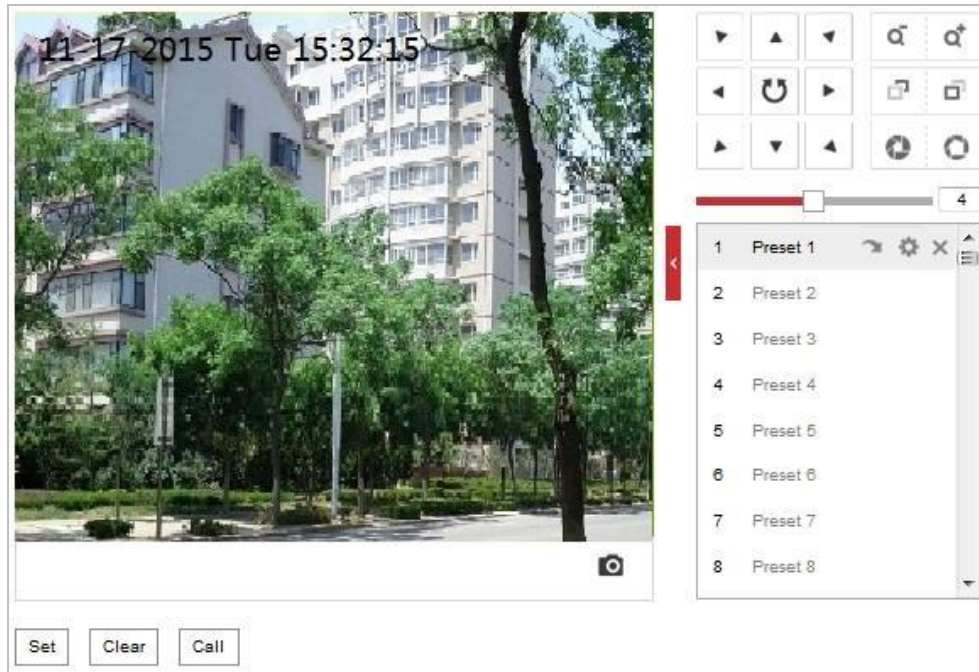 11-17-2015 Tue 15:32:15
4
1 Preset 1
2 Preset 2
3 Preset 3
4 Preset 4
5 Preset 5
6 Preset 6
7 Preset 7
8 Preset 8
Set Clear Call